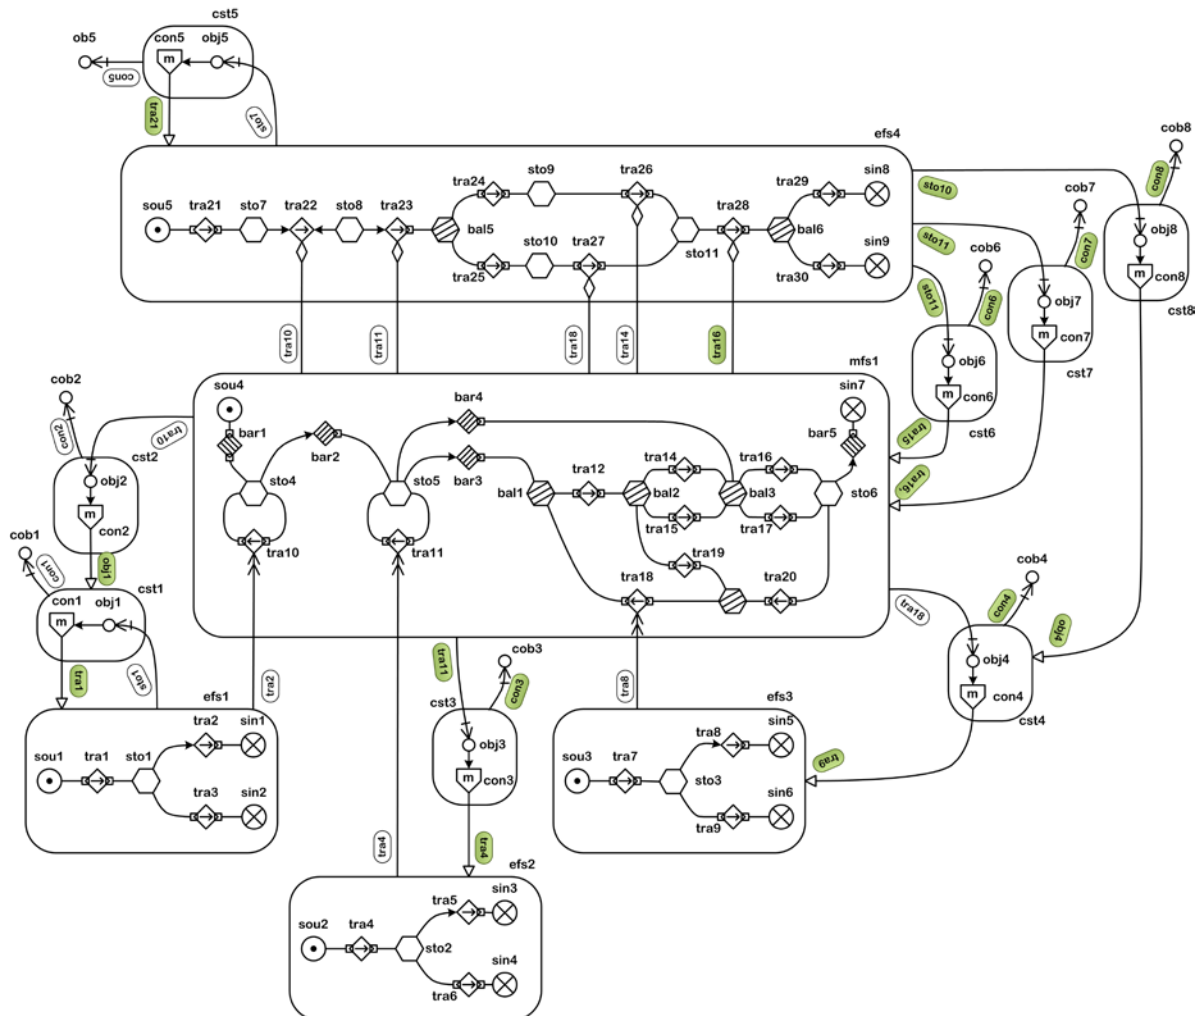 cst5
ob5
con5 obj5
m
con5
tra21
sto7
efs4
cob8
con8
sto10
cob7
con7
sto11
cob6
con6
sto11
sou5 tra21 sto7 tra22 sto8 tra23
tra24 sto9 tra26
bal5
tra25 sto10 tra27
sto11
tra28
bal6
tra29 sin8
sin9
tra30
obj8
m
con8
cst8
obj7
m
con7
cst7
obj6
m
con6
cst6
tra15
tra16,
tra10
tra11
tra18
tra14
tra16
mfs1
cob2
con2
tra10
cst2
obj2
m
con2
obj1
sou4
bar1
sto4
tra10
bar2
sto5
tra11
bar4
bar3
bal1
tra12
tra14
bal2
tra15
tra16
bal3
tra17
sin7
bar5
sto6
tra19
tra18
tra20
cob1
con1
cst1
con1 obj1
m
tra1
sto1
tra2
efs1
sou1 tra1 sto1
tra2 sin1
tra3 sin2
tra4
tra11
cob3
con3
cst3
obj3
m
con3
tra4
tra8
efs3
sou3 tra7
sto3
tra8 sin5
sin6
tra9
tra18
cob4
con4
obj4
obj4
m
con4
cst4
tra9
efs2
sou2 tra4
sto2
tra5 sin3
sin4
tra6